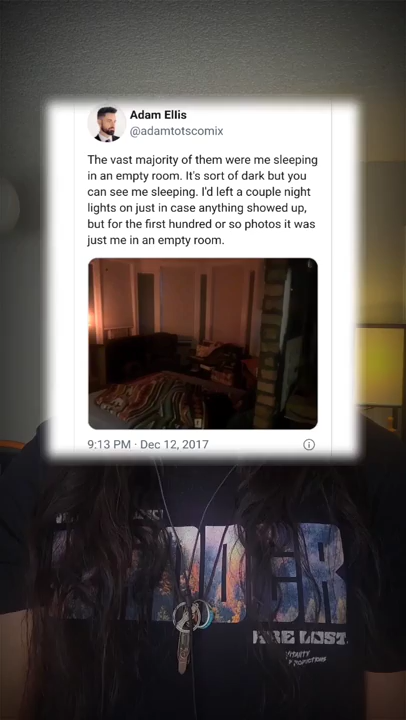 Adam Ellis
@adamtotscomix
The vast majority of them were me sleeping
in an empty room. It's sort of dark but you
can see me sleeping. I'd left a couple night
lights on just in case anything showed up,
but for the first hundred or so photos it was
just me in an empty room.
9:13 PM · Dec 12, 2017
ARE LOST.